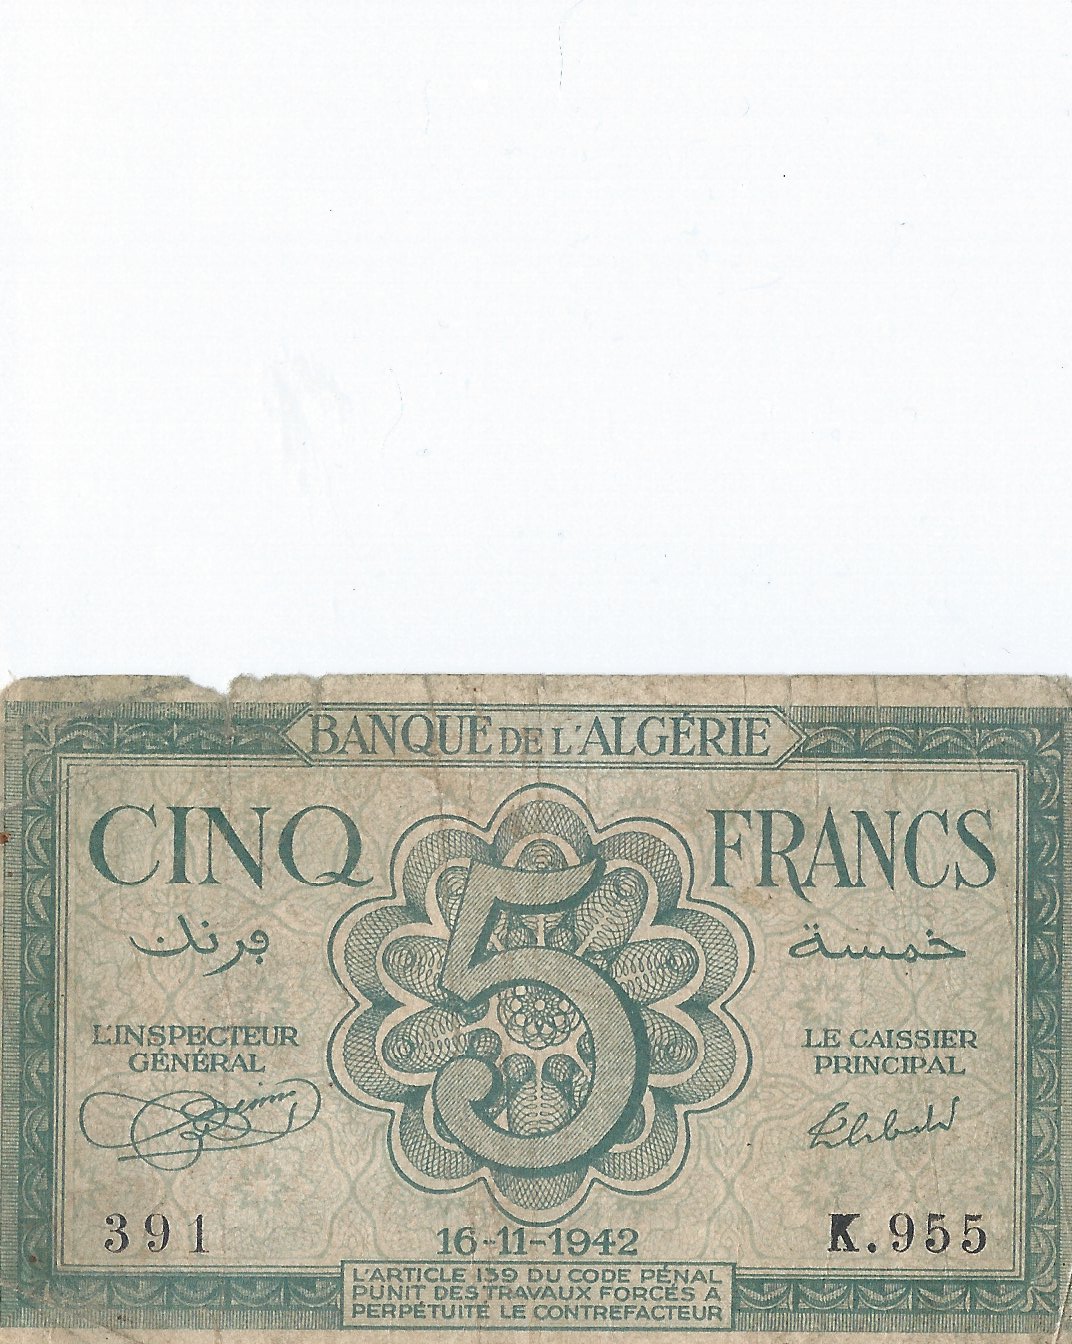 BANQUE DE L'ALGÉRIE
CINQ FRANCS
5
فرنك خمسة
L'INSPECTEUR
GÉNÉRAL
LE CAISSIER
PRINCIPAL
391
K.955
16-11-1942
L'ARTICLE 139 DU CODE PÉNAL
PUNIT DES TRAVAUX FORCÉS A
PERPÉTUITÉ LE CONTREFACTEUR